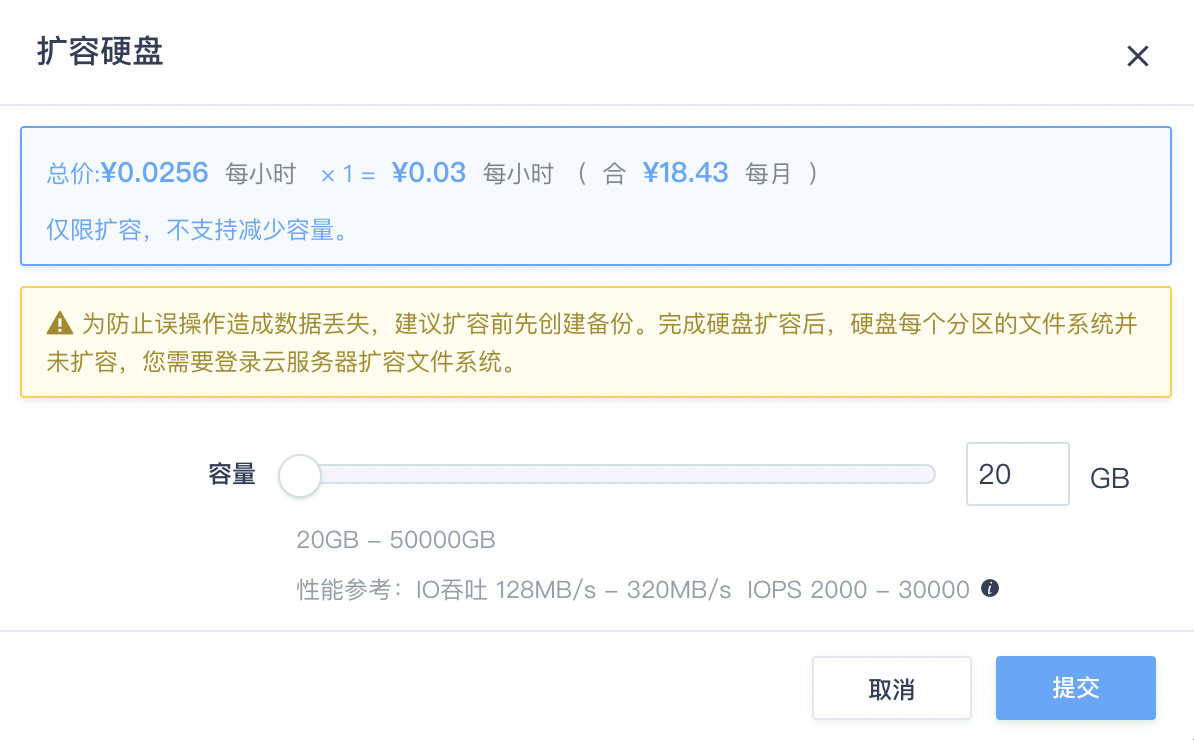 扩容硬盘
总价:¥0.0256 每小时 × 1 = ¥0.03 每小时 ( 合 ¥18.43 每月 )
仅限扩容，不支持减少容量。
为防止误操作造成数据丢失，建议扩容前先创建备份。完成硬盘扩容后，硬盘每个分区的文件系统并
未扩容，您需要登录云服务器扩容文件系统。
容量 20 GB
20GB – 50000GB
性能参考：IO吞吐 128MB/s – 320MB/s IOPS 2000 – 30000
取消 提交